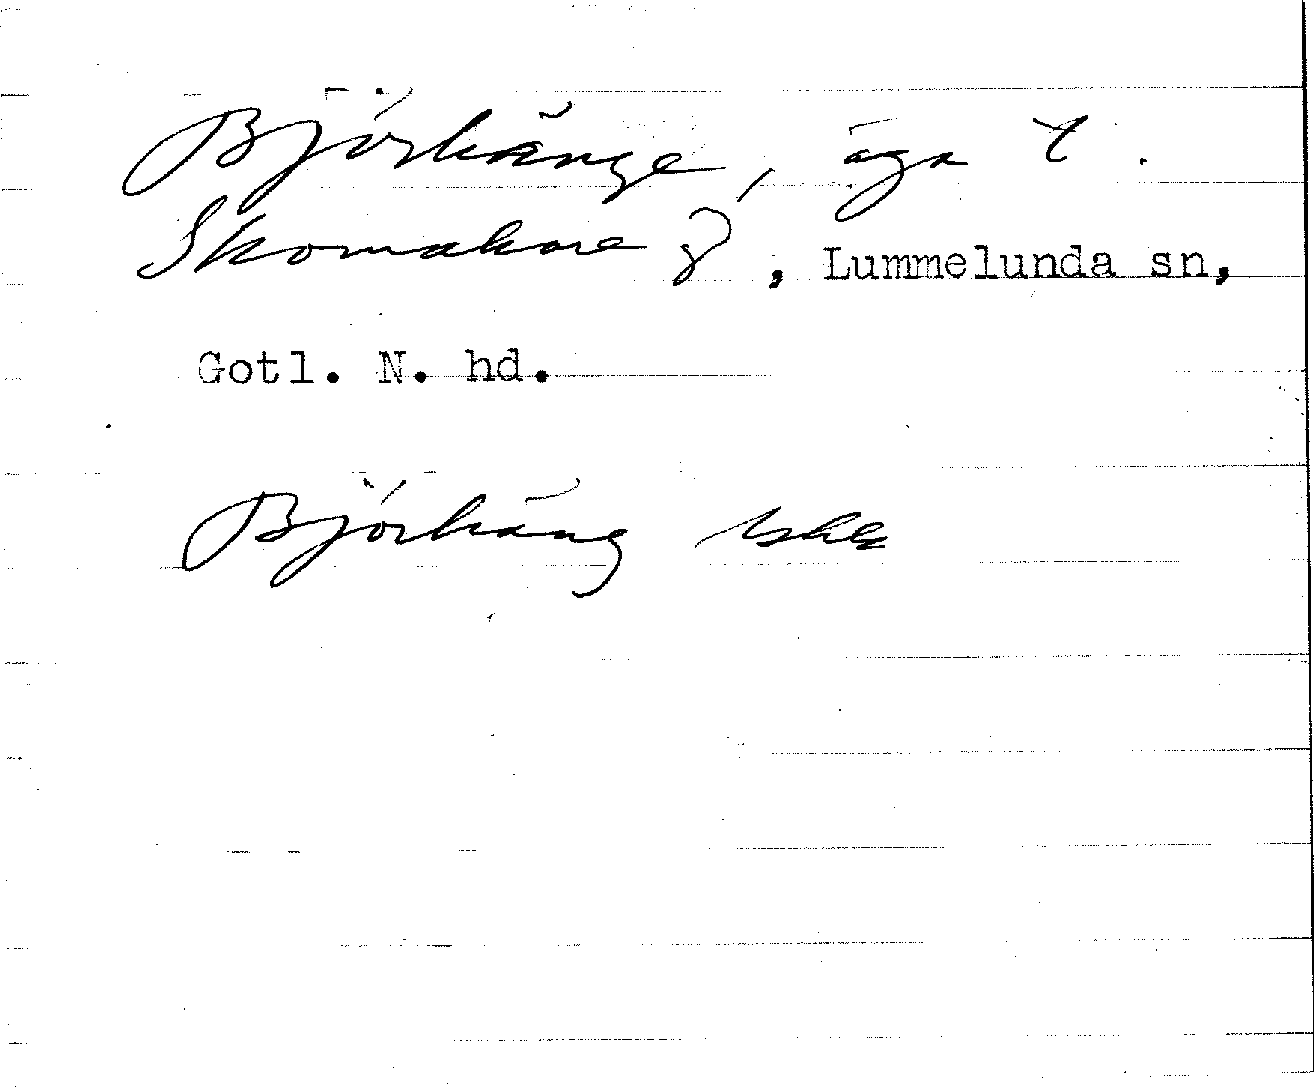 Björkänge, äga t.
Skomakare, Lummelunda sn,
Gotl. N. hd.
Björkäng